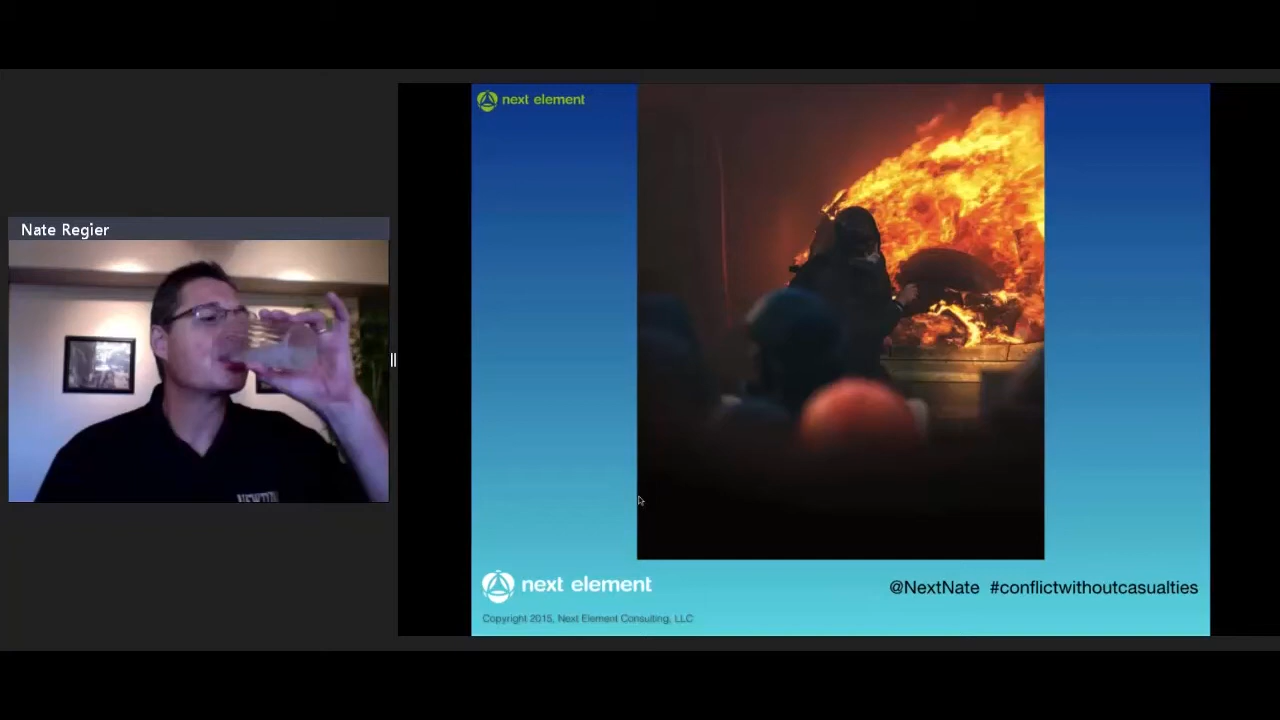 next element
Nate Regier
next element
@NextNate #conflictwithoutcasualties
Copyright 2015, Next Element Consulting, LLC